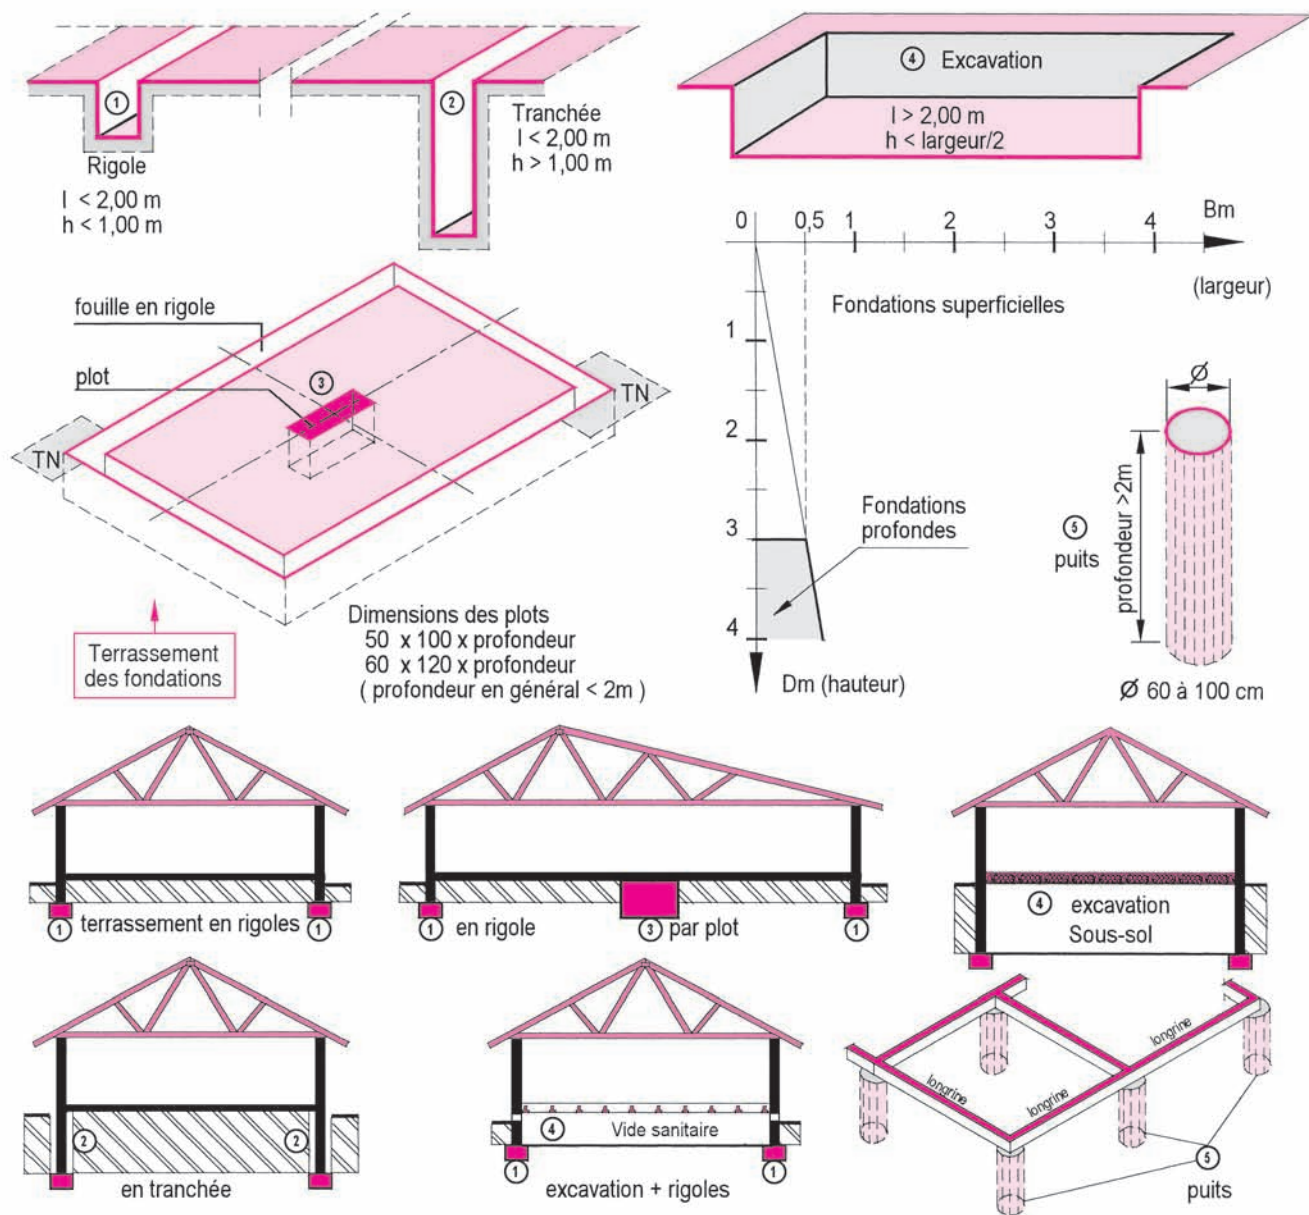 ① 
Rigole
l < 2,00 m
h < 1,00 m
②
Tranchée
l < 2,00 m
h > 1,00 m
④ Excavation
l > 2,00 m
h < largeur/2
fouille en rigole
plot
③
TN
TN
Terrassement
des fondations
Dimensions des plots
50 x 100 x profondeur
60 x 120 x profondeur
( profondeur en général < 2m )
0 0,5 1 2 3 4 Bm
(largeur)
Fondations superficielles
1
2
3
4
Fondations
profondes
Dm (hauteur)
Ø
profondeur >2m
⑤
puits
Ø 60 à 100 cm
① terrassement en rigoles ①
① en rigole ③ par plot ①
④ excavation
Sous-sol
② ②
en tranchée
④ Vide sanitaire
① ①
excavation + rigoles
longrine
longrine
longrine
⑤
puits